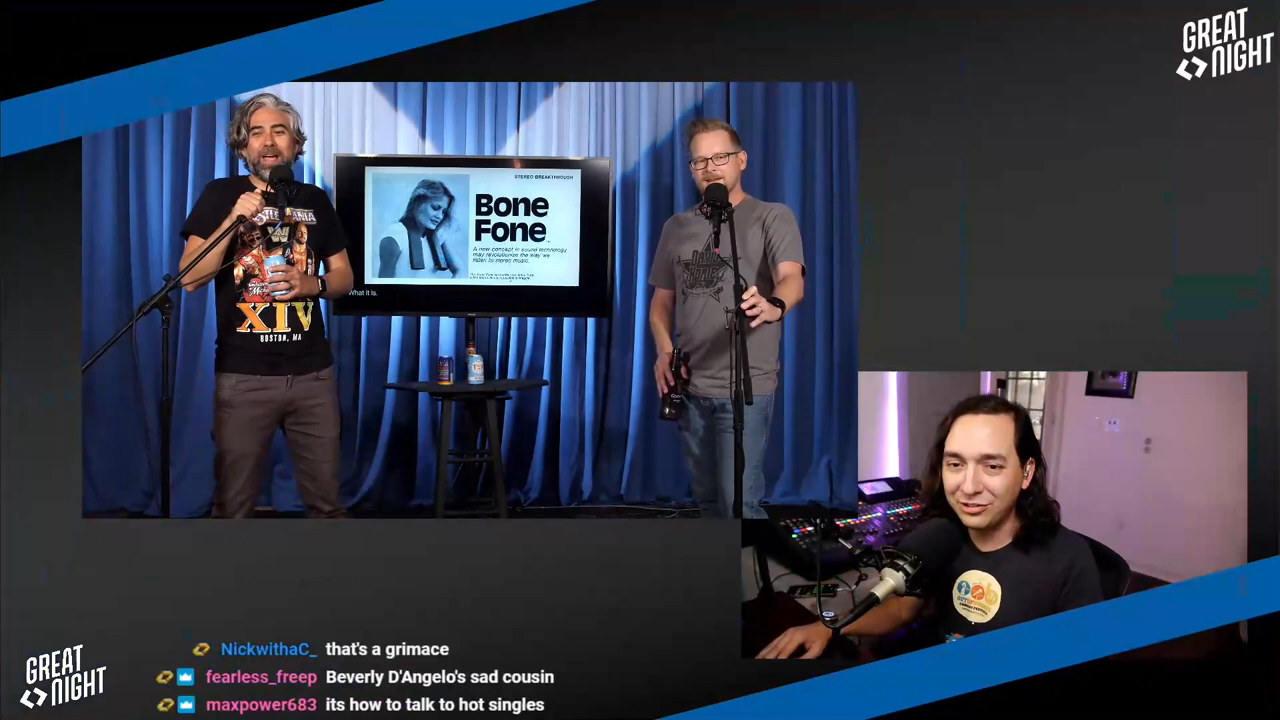 GREAT
NIGHT
STEREO BREAKTHROUGH
Bone
Fone
A new concept in sound technology
may revolutionize the way we
listen to stereo music.
What it is.
XIV
BOSTON, MA
GREAT
NIGHT
NickwithaC_ that's a grimace
fearless_freep Beverly D'Angelo's sad cousin
maxpower683 its how to talk to hot singles